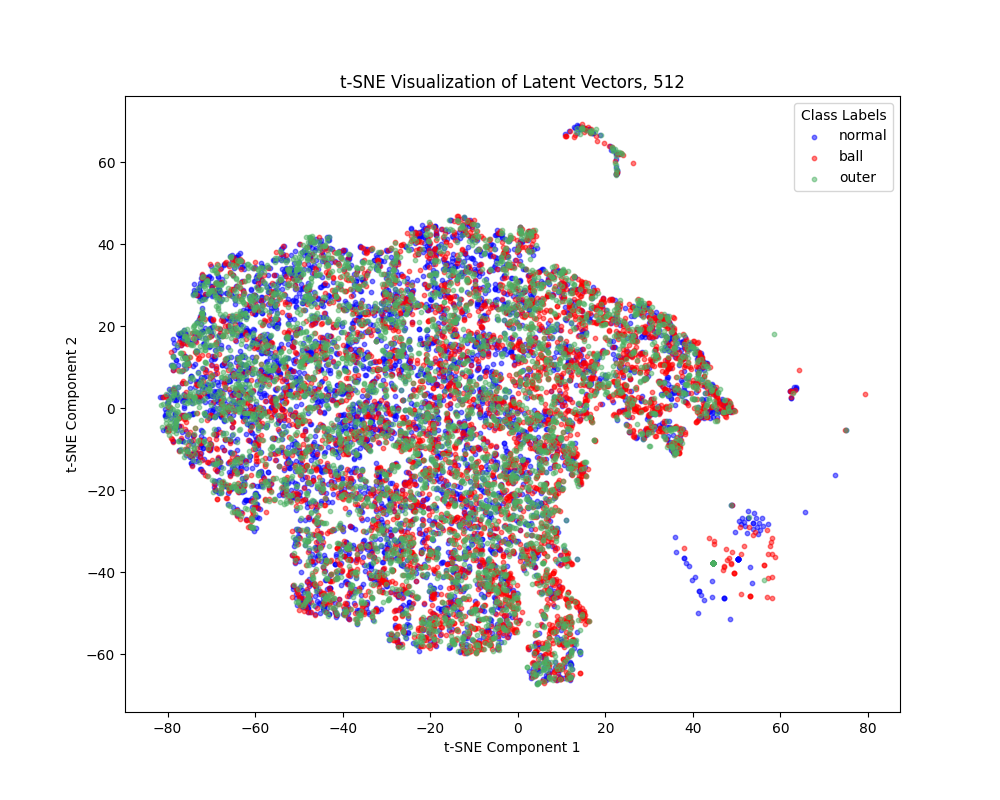 t-SNE Visualization of Latent Vectors, 512
Class Labels
normal
ball
outer
60
40
20
0
−20
−40
−60
t-SNE Component 2
−80 −60 −40 −20 0 20 40 60 80
t-SNE Component 1